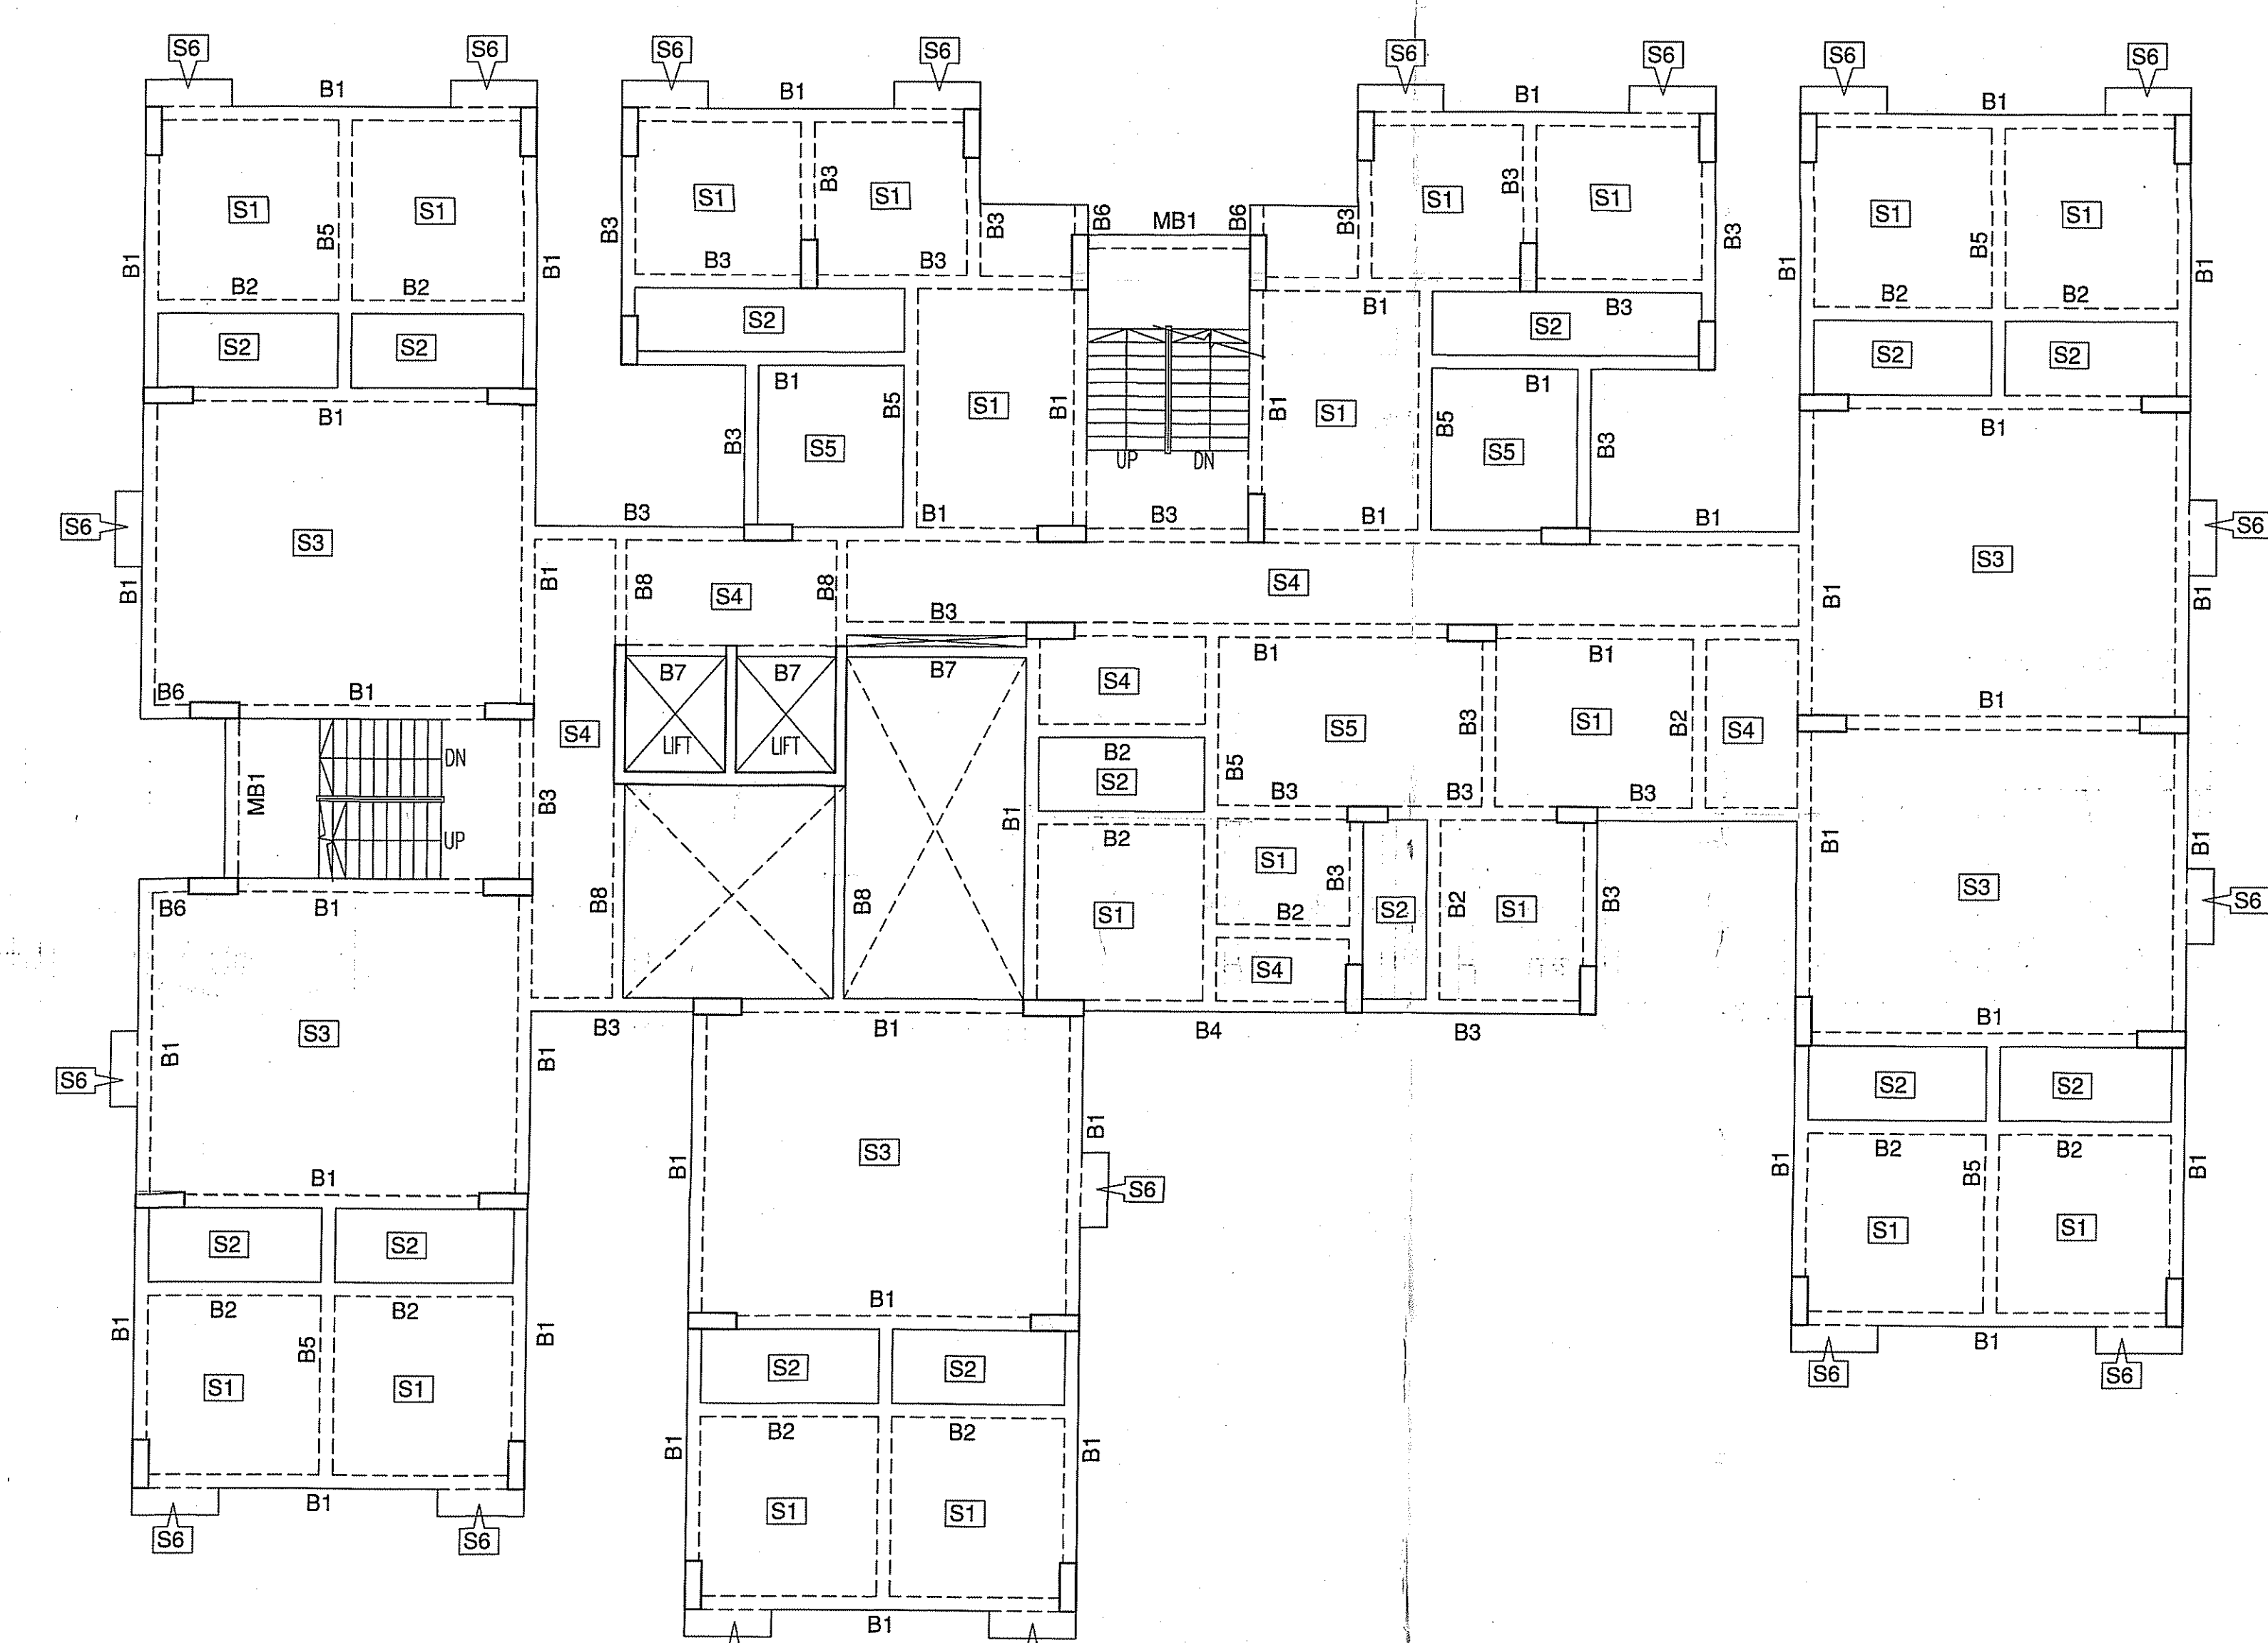 S6 S6 S6 S6 S6 S6 S6 S6
B1 B1 B1 B1
S1 S1 B5 B1 B1 B2 B2
S1 B3 S1 B3 B3 B3 B3
B6 MB1 B6
B3 S1 B3 S1 B3 B1 B3
S1 S1 B5 B1 B1 B2 B2
S2 S2 S2 S2 S2 S2
B1 B1 B5 S1 B1 B1 S1 B5 B1 B1
B3 S5 S5 B3
UP DN
S6 S3 B3 B1 B3 B1 B1 S3 S6
B1 B1 B8 S4 B8 S4 B1 B1
B3
B6 B1 B7 B7 B7 S4 B1 B1 B1
S4 LIFT LIFT S5 B3 S1 B2 S4
DN
MB1 B3 B2 S2 B5 B3 B3 B3
UP
B1 B2 S1 B3 B1 B1
B6 B1 B8 B8 S1 B2 S2 B2 S1 B3 S3 S6
S4
S3 B1 B3 B1 B4 B3 B1
S6 B1 S2 S2
B1 B1 S3 B1 S6 B1 B2 B5 B2 B1
S2 S2 S1 S1
B1 B2 B5 B2 B1 B1 B1
S1 S1 S2 S2 S6 S6
B1 B2 B2 B1
B1 S1 S1
S6 S6
B1